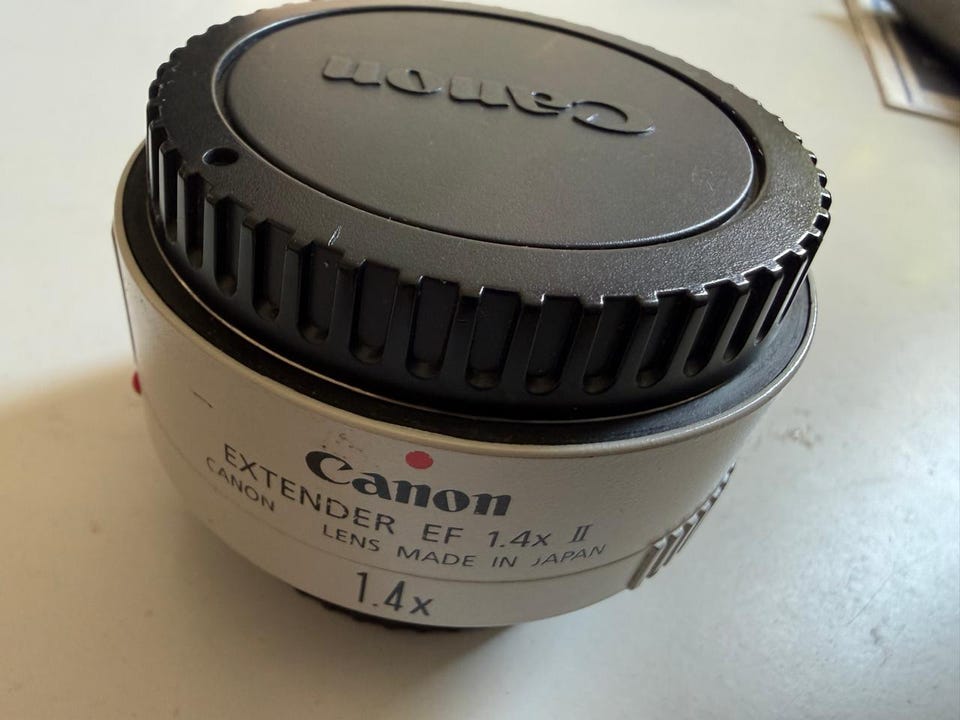 Canon
Canon
EXTENDER EF 1.4x II
CANON LENS MADE IN JAPAN
1.4x